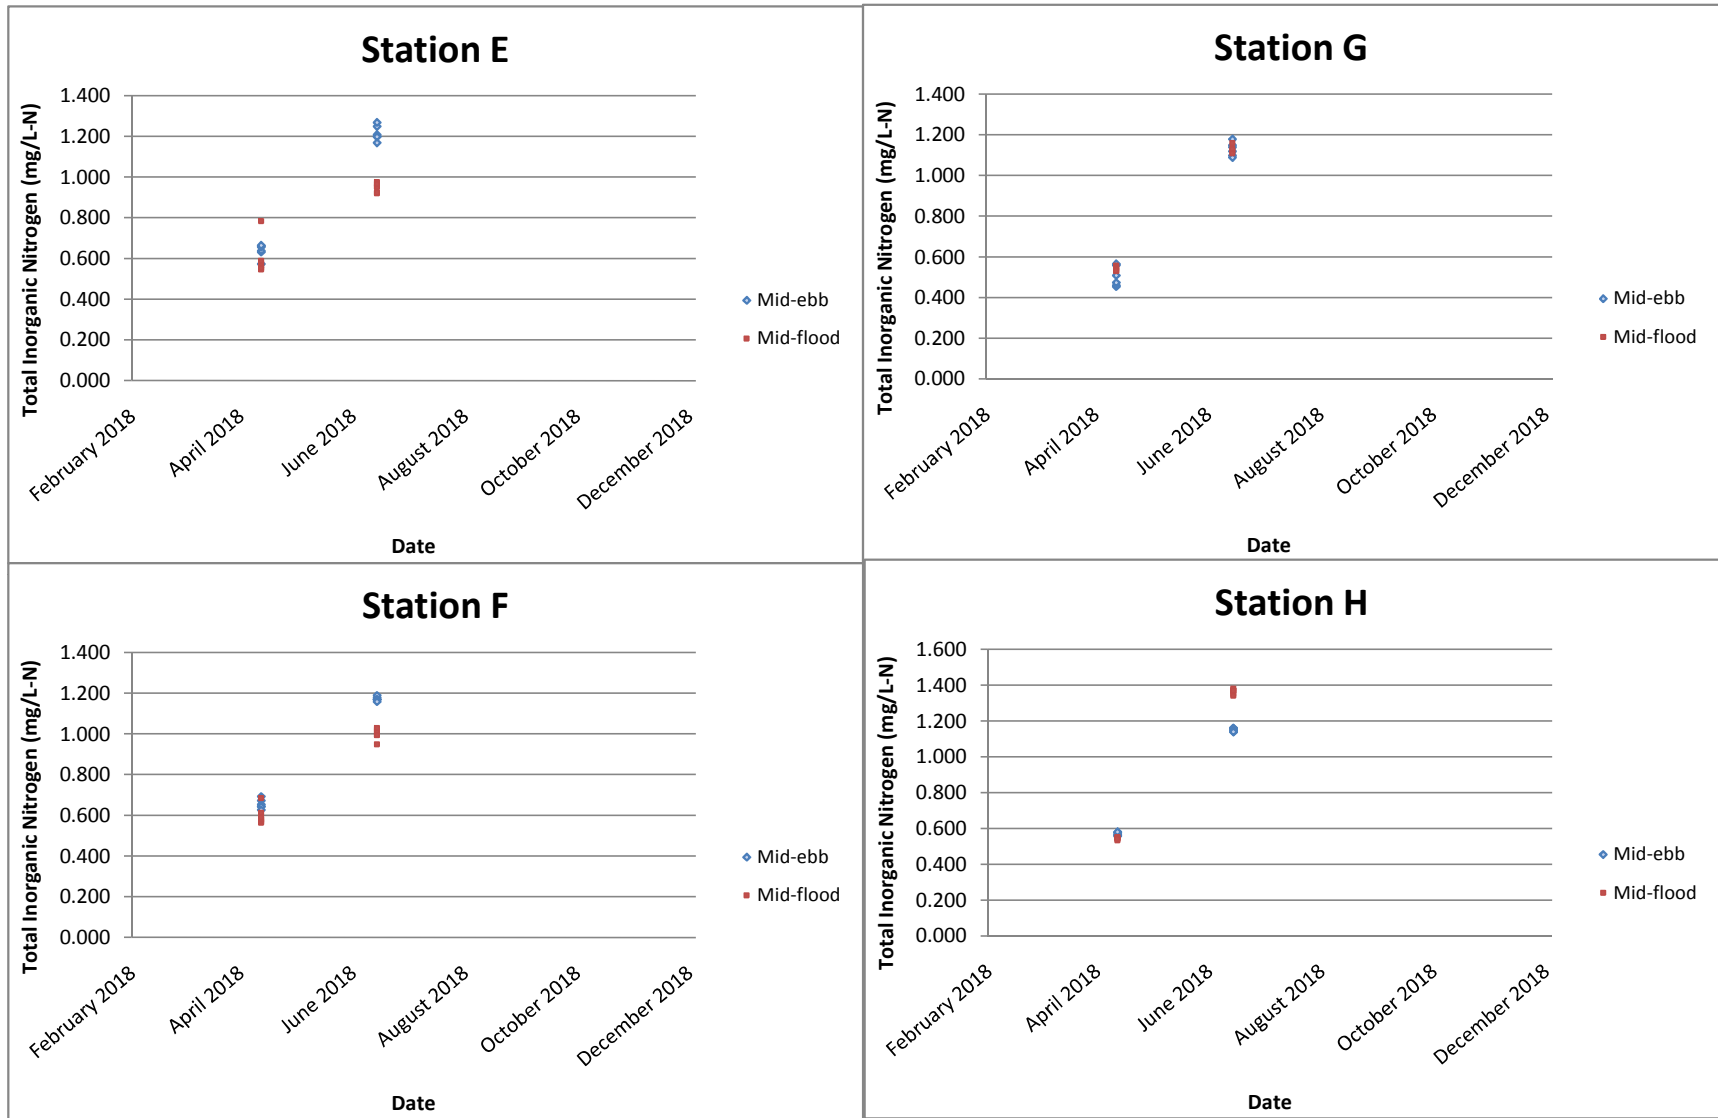 Station E
Total Inorganic Nitrogen (mg/L-N)
1.400
1.200
1.000
0.800
0.600
0.400
0.200
0.000
February 2018
April 2018
June 2018
August 2018
October 2018
December 2018
Date
Mid-ebb
Mid-flood
Station G
Total Inorganic Nitrogen (mg/L-N)
1.400
1.200
1.000
0.800
0.600
0.400
0.200
0.000
February 2018
April 2018
June 2018
August 2018
October 2018
December 2018
Date
Mid-ebb
Mid-flood
Station F
Total Inorganic Nitrogen (mg/L-N)
1.400
1.200
1.000
0.800
0.600
0.400
0.200
0.000
February 2018
April 2018
June 2018
August 2018
October 2018
December 2018
Date
Mid-ebb
Mid-flood
Station H
Total Inorganic Nitrogen (mg/L-N)
1.600
1.400
1.200
1.000
0.800
0.600
0.400
0.200
0.000
February 2018
April 2018
June 2018
August 2018
October 2018
December 2018
Date
Mid-ebb
Mid-flood